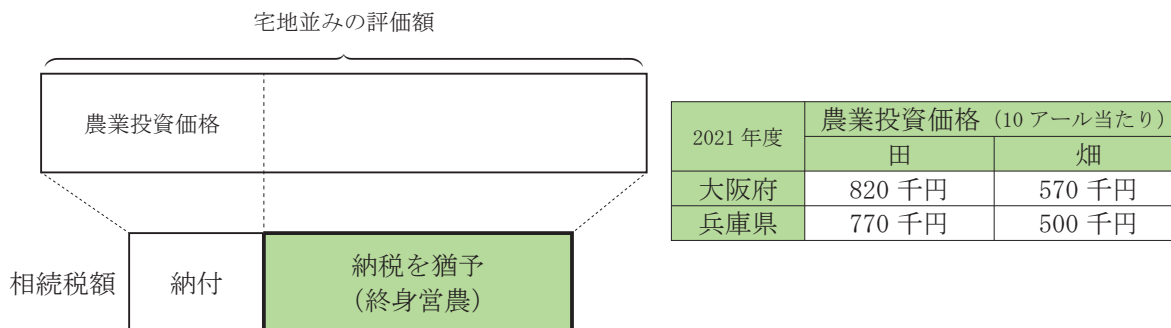 宅地並みの評価額
農業投資価格
相続税額
納付
納税を猶予
(終身営農)
2021 年度
農業投資価格（10 アール当たり）
田
畑
大阪府
820 千円
570 千円
兵庫県
770 千円
500 千円